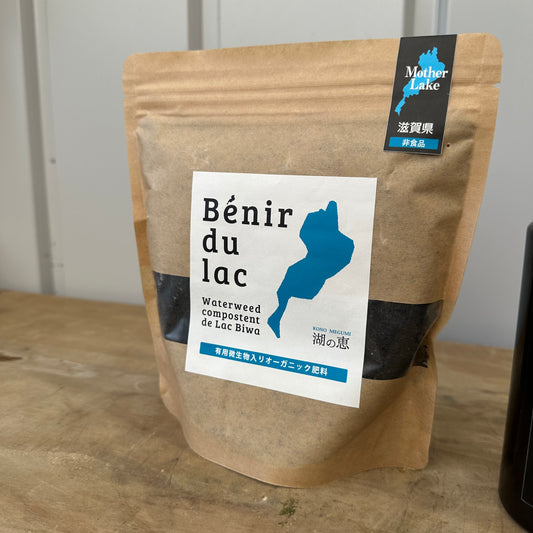 Mother
Lake
滋賀県
非食品
Bénir
du
lac
Waterweed
compostent
de Lac Biwa
KOHO MEGUMI
湖の恵
有用微生物入りオーガニック肥料